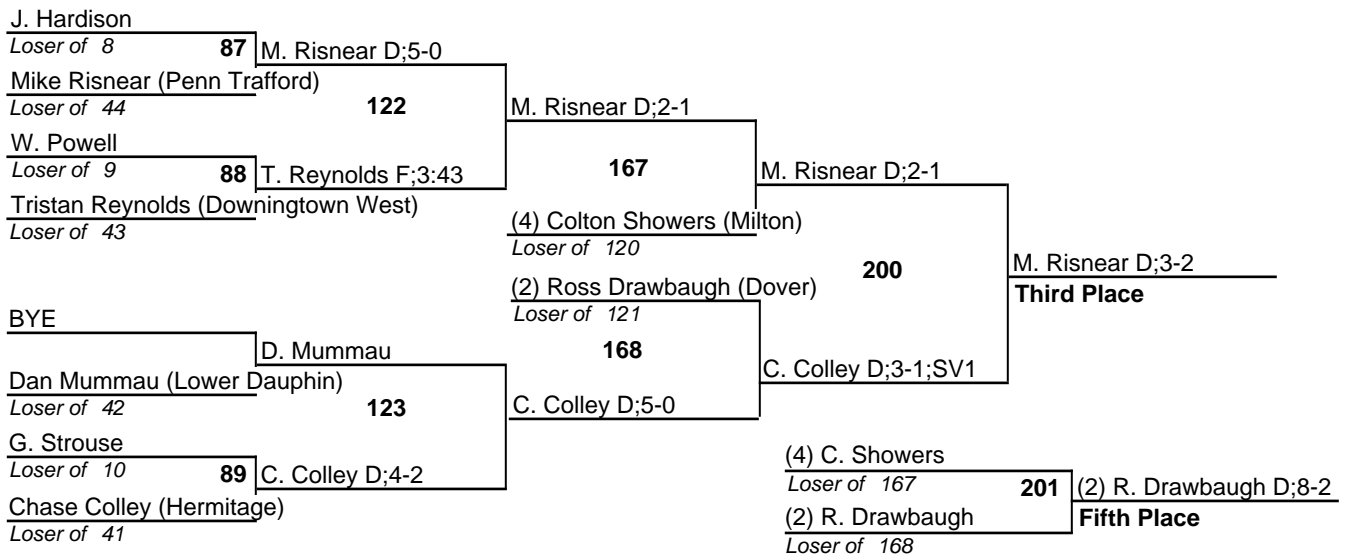 J. Hardison
Loser of 8
87
M. Risnear D;5-0
Mike Risnear (Penn Trafford)
Loser of 44
122
M. Risnear D;2-1
W. Powell
Loser of 9
88
T. Reynolds F;3:43
167
M. Risnear D;2-1
Tristan Reynolds (Downingtown West)
Loser of 43
(4) Colton Showers (Milton)
Loser of 120
200
M. Risnear D;3-2
Third Place
(2) Ross Drawbaugh (Dover)
Loser of 121
BYE
D. Mummau
168
C. Colley D;3-1;SV1
Dan Mummau (Lower Dauphin)
Loser of 42
123
C. Colley D;5-0
G. Strouse
Loser of 10
89
C. Colley D;4-2
Chase Colley (Hermitage)
Loser of 41
(4) C. Showers
Loser of 167
201
(2) R. Drawbaugh D;8-2
Fifth Place
(2) R. Drawbaugh
Loser of 168